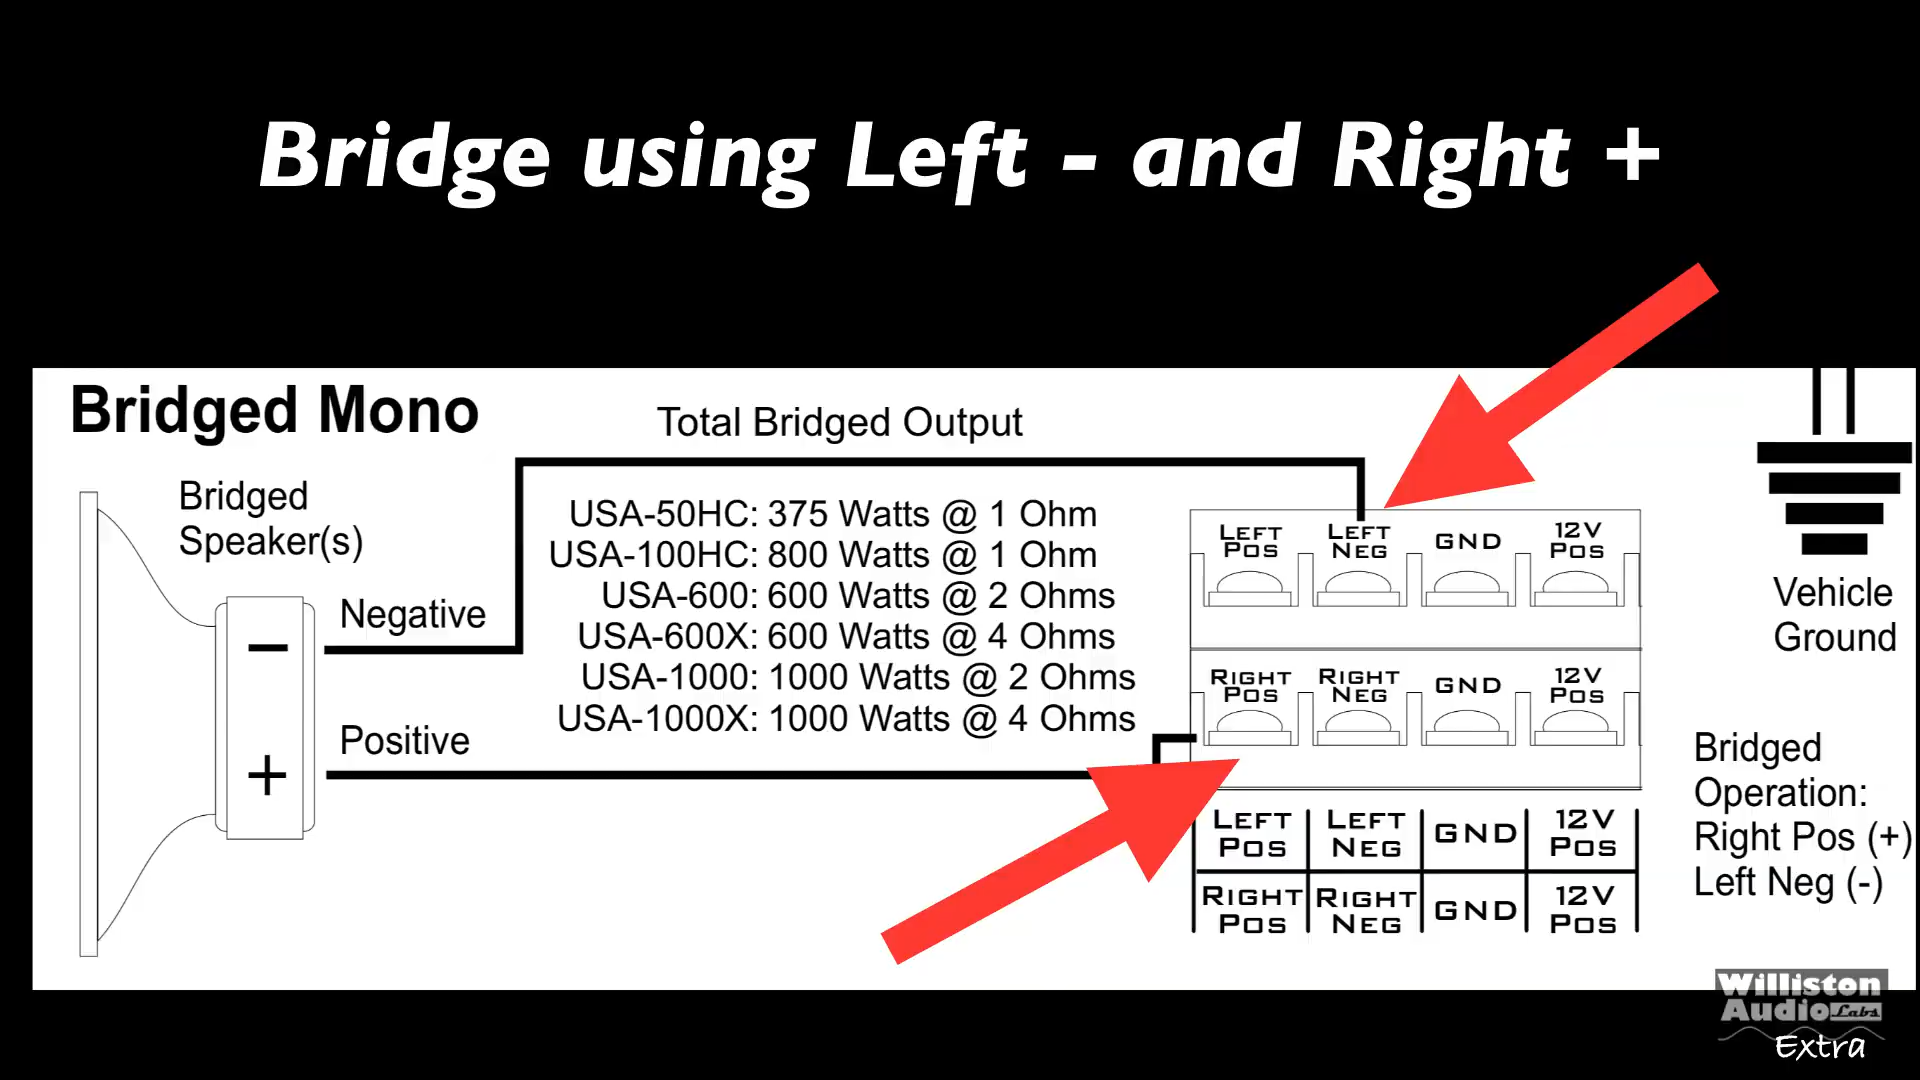 Bridge using Left - and Right +
Bridged Mono
Total Bridged Output
Bridged
Speaker(s)
Negative
−
Positive
+
USA-50HC: 375 Watts @ 1 Ohm
USA-100HC: 800 Watts @ 1 Ohm
USA-600: 600 Watts @ 2 Ohms
USA-600X: 600 Watts @ 4 Ohms
USA-1000: 1000 Watts @ 2 Ohms
USA-1000X: 1000 Watts @ 4 Ohms
LEFT POS
LEFT NEG
GND
12V POS
RIGHT POS
RIGHT NEG
GND
12V POS
LEFT POS
LEFT NEG
GND
12V POS
RIGHT POS
RIGHT NEG
GND
12V POS
Vehicle
Ground
Bridged
Operation:
Right Pos (+)
Left Neg (-)
Williston
Audio Labs
Extra